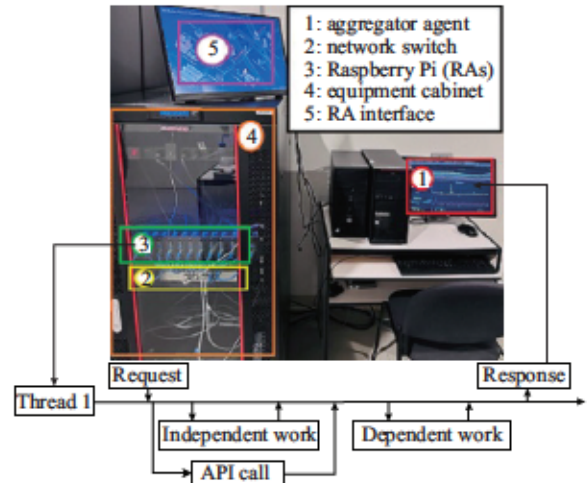 5
1: aggregator agent
2: network switch
3: Raspberry Pi (RAs)
4: equipment cabinet
5: RA interface
4
1
3
2
Request
Response
Thread 1
Independent work
Dependent work
API call